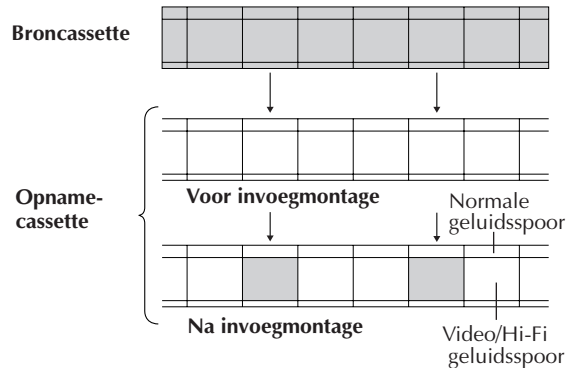 Broncassette
Opname-
cassette
Voor invoegmontage
Normale
geluidsspoor
Na invoegmontage
Video/Hi-Fi
geluidsspoor